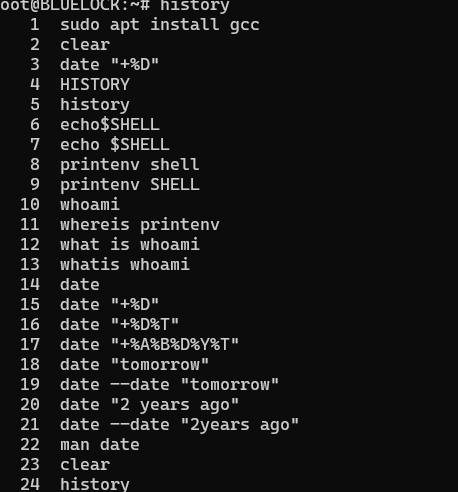 oot@BLUELOCK:~# history
1 sudo apt install gcc
2 clear
3 date "+%D"
4 HISTORY
5 history
6 echo$SHELL
7 echo $SHELL
8 printenv shell
9 printenv SHELL
10 whoami
11 whereis printenv
12 what is whoami
13 whatis whoami
14 date
15 date "+%D"
16 date "+%D%T"
17 date "+%A%B%D%Y%T"
18 date "tomorrow"
19 date --date "tomorrow"
20 date "2 years ago"
21 date --date "2years ago"
22 man date
23 clear
24 history